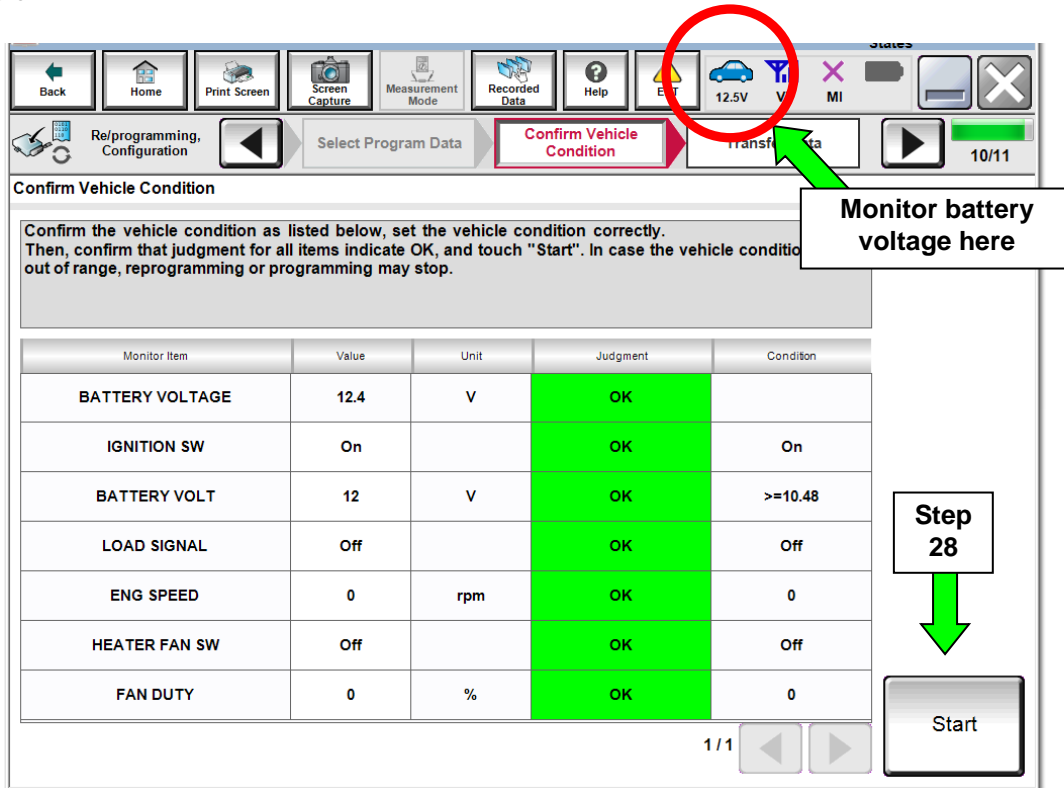 States
Back
Home
Print Screen
Screen
Capture
Measurement
Mode
Recorded
Data
Help
12.5V
MI
Re/programming,
Configuration
Select Program Data
Confirm Vehicle
Condition
10/11
Confirm Vehicle Condition
Monitor battery
voltage here
Confirm the vehicle condition as listed below, set the vehicle condition correctly.
Then, confirm that judgment for all items indicate OK, and touch "Start". In case the vehicle condition
out of range, reprogramming or programming may stop.
Monitor Item Value Unit Judgment Condition
BATTERY VOLTAGE 12.4 V OK
IGNITION SW On OK On
BATTERY VOLT 12 V OK >=10.48
LOAD SIGNAL Off OK Off
ENG SPEED 0 rpm OK 0
HEATER FAN SW Off OK Off
FAN DUTY 0 % OK 0
Step
28
1/1
Start